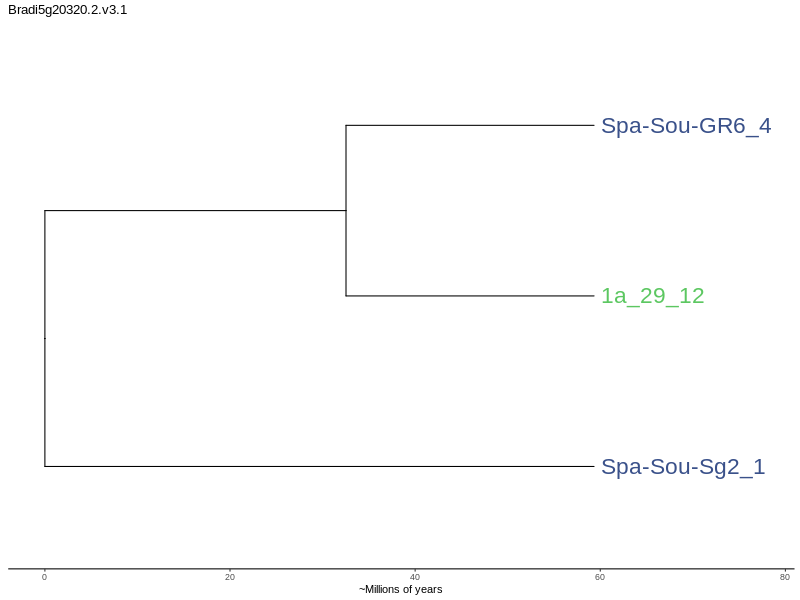 Bradi5g20320.2.v3.1
Spa-Sou-GR6_4
1a_29_12
Spa-Sou-Sg2_1
0 20 40 60 80
~Millions of years